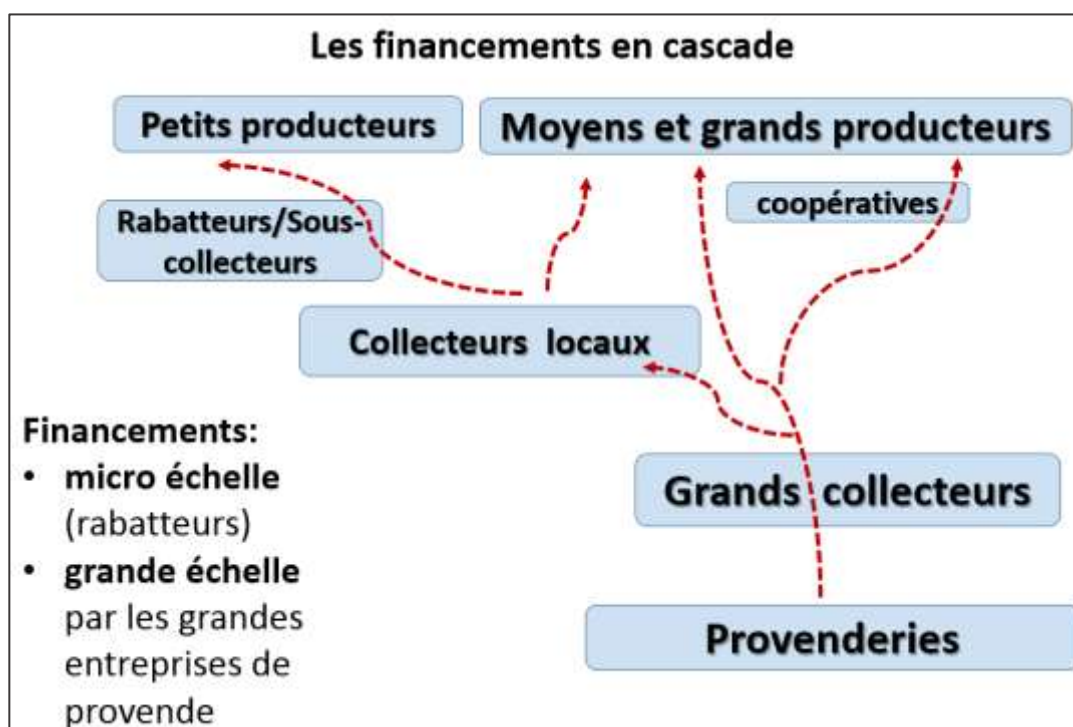 Les financements en cascade
Petits producteurs
Moyens et grands producteurs
Rabatteurs/Sous-
collecteurs
coopératives
Collecteurs locaux
Financements:
• micro échelle
(rabatteurs)
• grande échelle
par les grandes
entreprises de
provende
Grands collecteurs
Provenderies